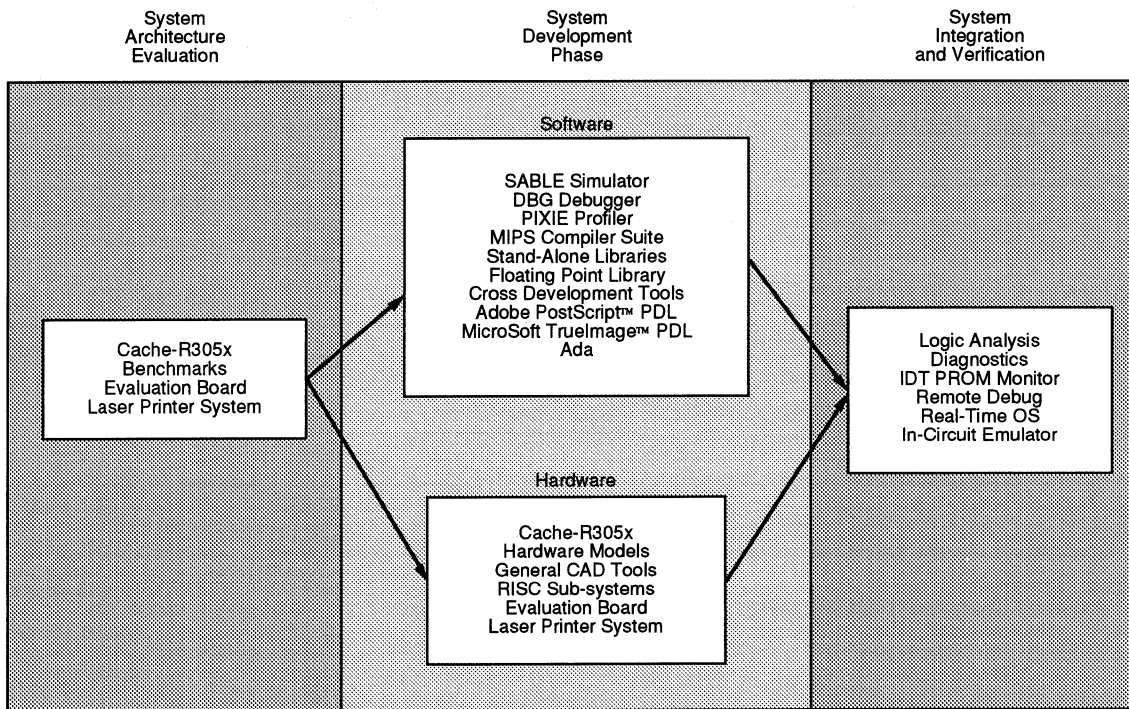 System
Architecture
Evaluation
System
Development
Phase
System
Integration
and Verification
Software
SABLE Simulator
DBG Debugger
PIXIE Profiler
MIPS Compiler Suite
Stand-Alone Libraries
Floating Point Library
Cross Development Tools
Adobe PostScript™ PDL
MicroSoft TrueImage™ PDL
Ada
Cache-R305x
Benchmarks
Evaluation Board
Laser Printer System
Logic Analysis
Diagnostics
IDT PROM Monitor
Remote Debug
Real-Time OS
In-Circuit Emulator
Hardware
Cache-R305x
Hardware Models
General CAD Tools
RISC Sub-systems
Evaluation Board
Laser Printer System